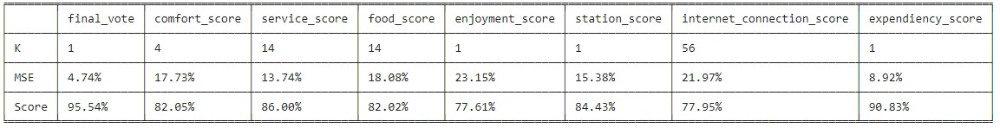 final_vote comfort_score service_score food_score enjoyment_score station_score internet_connection_score expendiency_score
K 1 4 14 14 1 1 56 1
MSE 4.74% 17.73% 13.74% 18.08% 23.15% 15.38% 21.97% 8.92%
Score 95.54% 82.05% 86.00% 82.02% 77.61% 84.43% 77.95% 90.83%